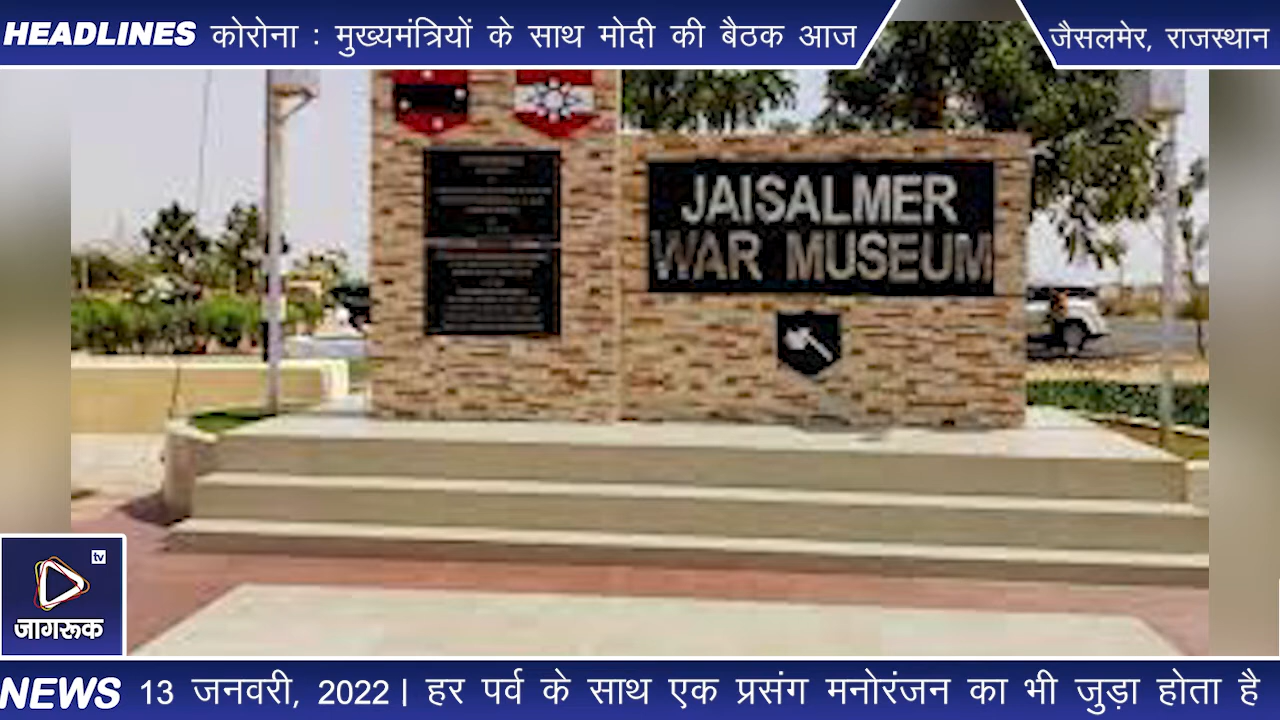 HEADLINES कोरोना : मुख्यमंत्रियों के साथ मोदी की बैठक आज
जैसलमेर, राजस्थान
JAISALMER
WAR MUSEUM
tv
जागरूक
NEWS 13 जनवरी, 2022 | हर पर्व के साथ एक प्रसंग मनोरंजन का भी जुड़ा होता है